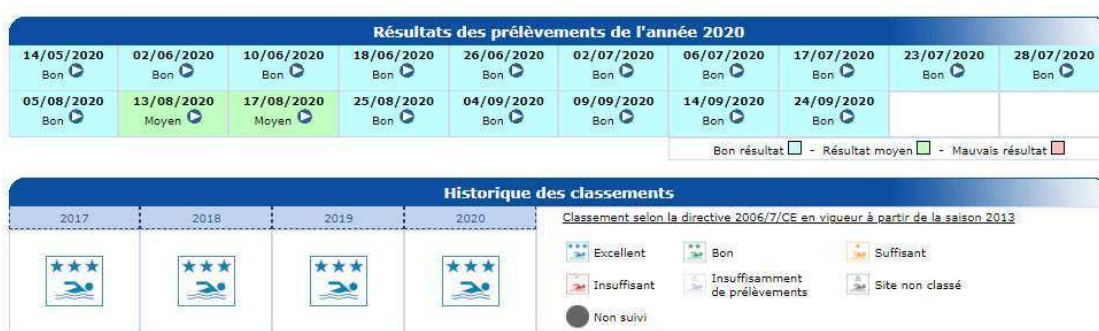 Résultats des prélèvements de l'année 2020
14/05/2020 02/06/2020 10/06/2020 18/06/2020 26/06/2020 02/07/2020 06/07/2020 17/07/2020 23/07/2020 28/07/2020
Bon Bon Bon Bon Bon Bon Bon Bon Bon Bon
05/08/2020 13/08/2020 17/08/2020 25/08/2020 04/09/2020 09/09/2020 14/09/2020 24/09/2020
Bon Moyen Moyen Bon Bon Bon Bon Bon
Bon résultat - Résultat moyen - Mauvais résultat
Historique des classements
2017 2018 2019 2020
Classement selon la directive 2006/7/CE en vigueur à partir de la saison 2013
Excellent Bon Suffisant
Insuffisant Insuffisamment de prélèvements Site non classé
Non suivi